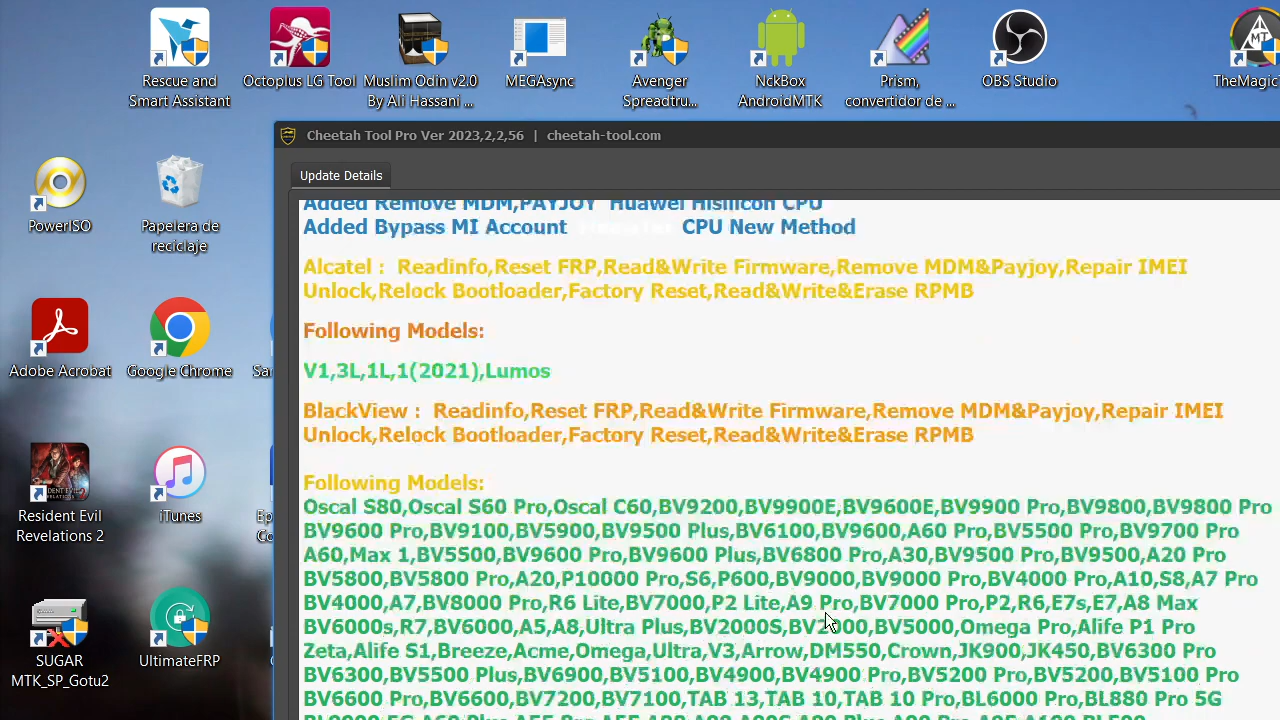 Rescue and
Smart Assistant
Octoplus LG Tool
Muslim Odin v2.0
By Ali Hassani ...
MEGAsync
Avenger
Spreadtru...
NckBox
AndroidMTK
Prism,
convertidor de ...
OBS Studio
TheMagic
Cheetah Tool Pro Ver 2023,2,2,56 | cheetah-tool.com
Update Details
PowerISO
Papelera de
reciclaje
Adobe Acrobat
Google Chrome
Resident Evil
Revelations 2
iTunes
SUGAR
MTK_SP_Gotu2
UltimateFRP
Added Remove MDM,PAYJOY Huawei Hisilicon CPU
Added Bypass MI Account CPU New Method
Alcatel : Readinfo,Reset FRP,Read&Write Firmware,Remove MDM&Payjoy,Repair IMEI
Unlock,Relock Bootloader,Factory Reset,Read&Write&Erase RPMB
Following Models:
V1,3L,1L,1(2021),Lumos
BlackView : Readinfo,Reset FRP,Read&Write Firmware,Remove MDM&Payjoy,Repair IMEI
Unlock,Relock Bootloader,Factory Reset,Read&Write&Erase RPMB
Following Models:
Oscal S80,Oscal S60 Pro,Oscal C60,BV9200,BV9900E,BV9600E,BV9900 Pro,BV9800,BV9800 Pro
BV9600 Pro,BV9100,BV5900,BV9500 Plus,BV6100,BV9600,A60 Pro,BV5500 Pro,BV9700 Pro
A60,Max 1,BV5500,BV9600 Pro,BV9600 Plus,BV6800 Pro,A30,BV9500 Pro,BV9500,A20 Pro
BV5800,BV5800 Pro,A20,P10000 Pro,S6,P600,BV9000,BV9000 Pro,BV4000 Pro,A10,S8,A7 Pro
BV4000,A7,BV8000 Pro,R6 Lite,BV7000,P2 Lite,A9 Pro,BV7000 Pro,P2,R6,E7s,E7,A8 Max
BV6000s,R7,BV6000,A5,A8,Ultra Plus,BV2000S,BV2000,BV5000,Omega Pro,Alife P1 Pro
Zeta,Alife S1,Breeze,Acme,Omega,Ultra,V3,Arrow,DM550,Crown,JK900,JK450,BV6300 Pro
BV6300,BV5500 Plus,BV6900,BV5100,BV4900,BV4900 Pro,BV5200 Pro,BV5200,BV5100 Pro
BV6600 Pro,BV6600,BV7200,BV7100,TAB 13,TAB 10,TAB 10 Pro,BL6000 Pro,BL880 Pro 5G